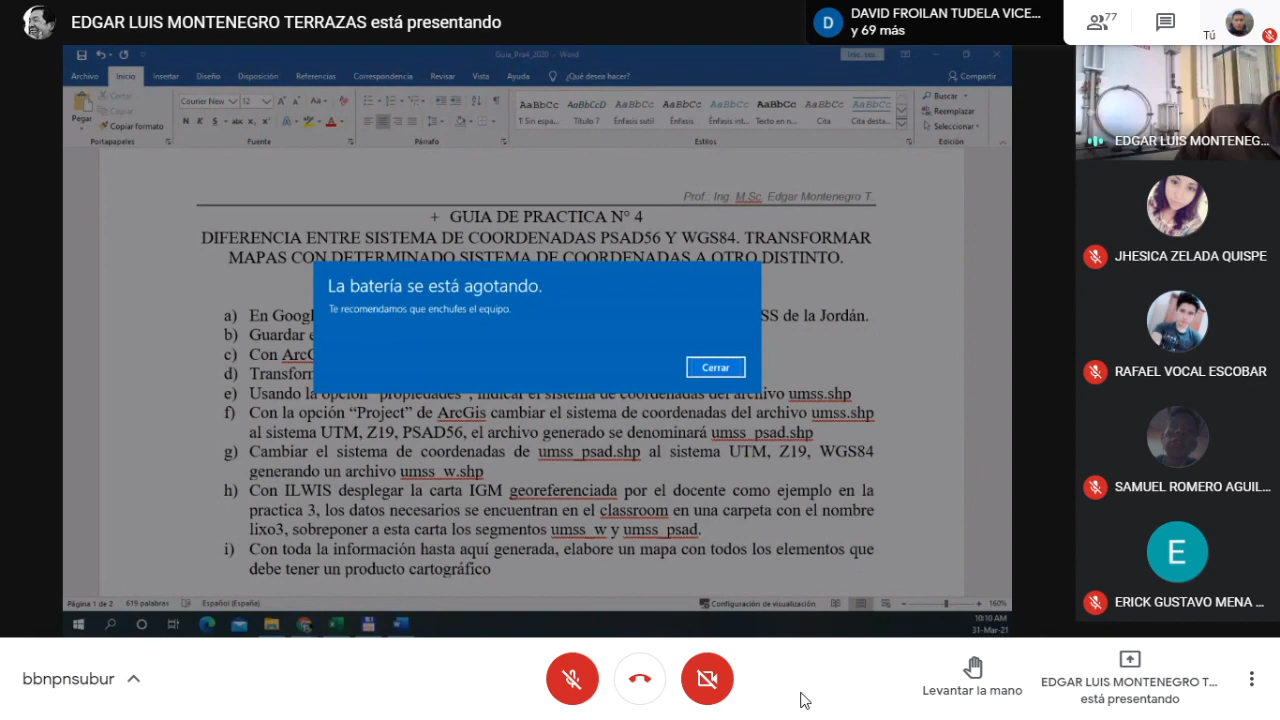 EDGAR LUIS MONTENEGRO TERRAZAS está presentando
D
DAVID FROILAN TUDELA VICE...
y 69 más
77
Tú
Guia_Pra4_2020 - Word
Inic. ses.
Archivo Inicio Insertar Diseño Disposición Referencias Correspondencia Revisar Vista Ayuda ¿Qué desea hacer? Compartir
Pegar
Cortar
Copiar
Copiar formato
Courier New 12
N K S abc x₂ x²
AaBbCc AaBbCcD AaBbCc AaBbCc AaBbCc AaBbCc AaBbCc AaBbCc
1 Sin espa... Título 7 Énfasis sutil Énfasis Énfasis int... Texto en n... Cita Cita desta...
Buscar
Reemplazar
Seleccionar
Portapapeles Fuente Párrafo Estilos Edición
Prof.: Ing. M.Sc. Edgar Montenegro T.
+ GUIA DE PRACTICA N° 4
DIFERENCIA ENTRE SISTEMA DE COORDENADAS PSAD56 Y WGS84. TRANSFORMAR
MAPAS CON DETERMINADO SISTEMA DE COORDENADAS A OTRO DISTINTO.
La batería se está agotando.
Te recomendamos que enchufes el equipo.
Cerrar
a) En Googl SS de la Jordán.
b) Guardar e
c) Con ArcG
d) Transform
e) Usando la opción "propiedades", indicar el sistema de coordenadas del archivo umss.shp
f) Con la opción “Project” de ArcGis cambiar el sistema de coordenadas del archivo umss.shp
al sistema UTM, Z19, PSAD56, el archivo generado se denominará umss_psad.shp
g) Cambiar el sistema de coordenadas de umss_psad.shp al sistema UTM, Z19, WGS84
generando un archivo umss_w.shp
h) Con ILWIS desplegar la carta IGM georeferenciada por el docente como ejemplo en la
practica 3, los datos necesarios se encuentran en el classroom en una carpeta con el nombre
lixo3, sobreponer a esta carta los segmentos umss_w y umss_psad.
i) Con toda la información hasta aquí generada, elabore un mapa con todos los elementos que
debe tener un producto cartográfico
Página 1 de 2 619 palabras Español (España) Configuración de visualización 160%
10:10 AM
31-Mar-21
EDGAR LUIS MONTENEG...
JHESICA ZELADA QUISPE
RAFAEL VOCAL ESCOBAR
SAMUEL ROMERO AGUIL...
E
ERICK GUSTAVO MENA ...
bbnpnsubur
Levantar la mano
EDGAR LUIS MONTENEGRO T...
está presentando